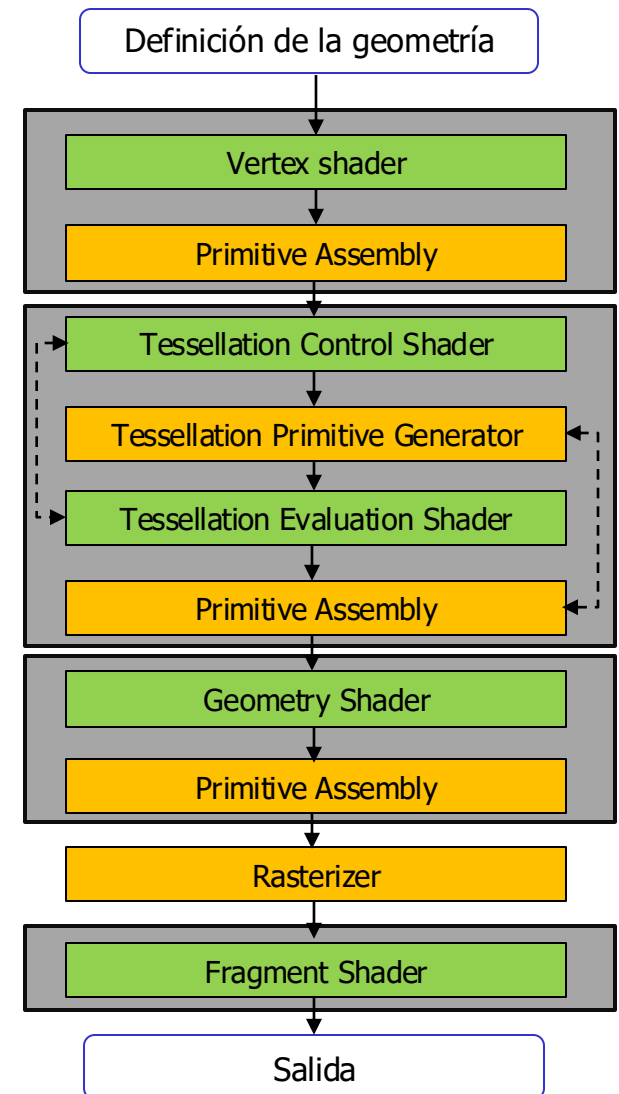 Definición de la geometría
Vertex shader
Primitive Assembly
Tessellation Control Shader
Tessellation Primitive Generator
Tessellation Evaluation Shader
Primitive Assembly
Geometry Shader
Primitive Assembly
Rasterizer
Fragment Shader
Salida